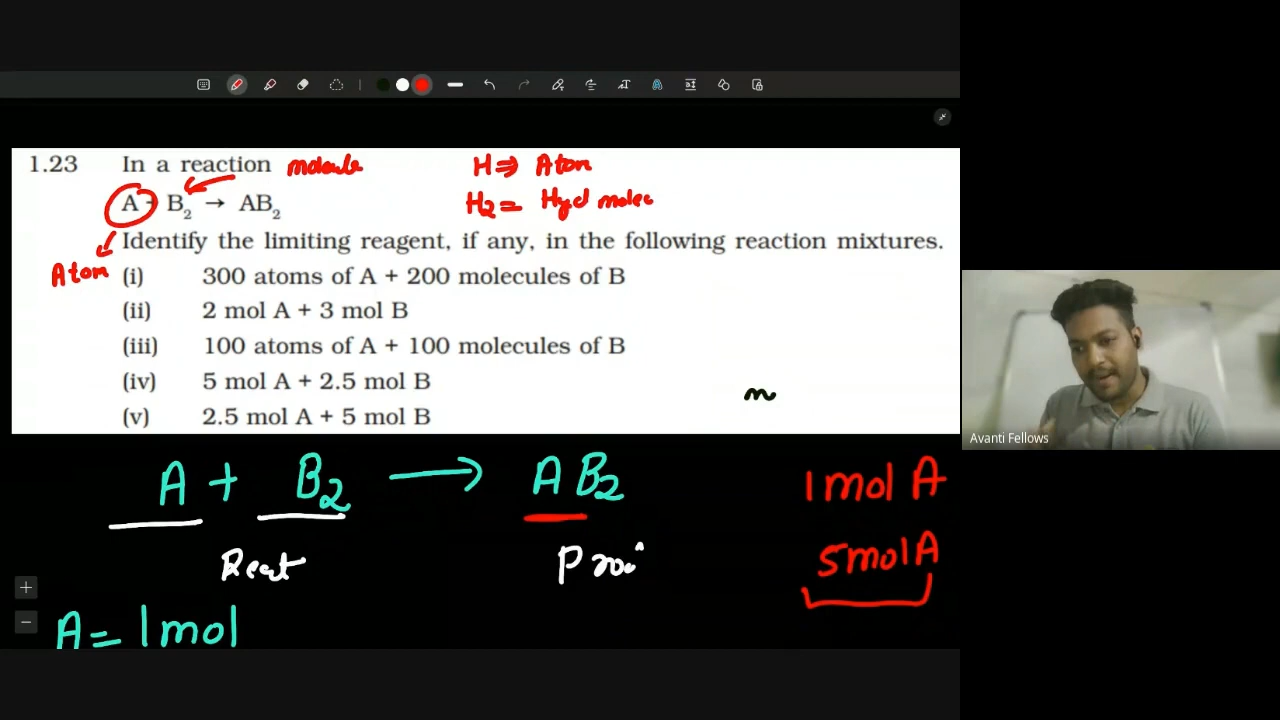 1.23 In a reaction molecule H ⇒ Atom
A + B2 → AB2 H2 = Hyd molec
Identify the limiting reagent, if any, in the following reaction mixtures.
Atom (i) 300 atoms of A + 200 molecules of B
(ii) 2 mol A + 3 mol B
(iii) 100 atoms of A + 100 molecules of B
(iv) 5 mol A + 2.5 mol B
(v) 2.5 mol A + 5 mol B
Avanti Fellows
A + B2 → AB2 1 mol A
5 mol A
A = 1 mol